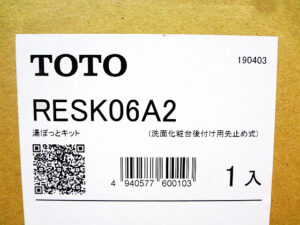 TOTO
190403
RESK06A2
湯ぽっとキット
(洗面化粧台後付け用先止め式)
4 940577 600103
1入